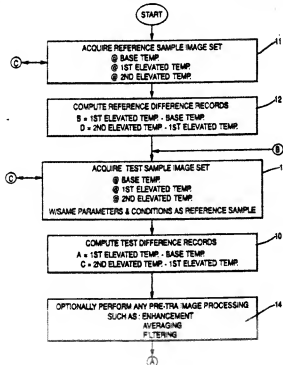 START
11
ACQUIRE REFERENCE SAMPLE IMAGE SET
@ BASE TEMP.
@ 1ST ELEVATED TEMP.
@ 2ND ELEVATED TEMP.
C
12
COMPUTE REFERENCE DIFFERENCE RECORDS
B = 1ST ELEVATED TEMP. - BASE TEMP.
D = 2ND ELEVATED TEMP. - 1ST ELEVATED TEMP.
B
1
ACQUIRE TEST SAMPLE IMAGE SET
@ BASE TEMP.
@ 1ST ELEVATED TEMP.
@ 2ND ELEVATED TEMP.
W/SAME PARAMETERS & CONDITIONS AS REFERENCE SAMPLE
C
10
COMPUTE TEST DIFFERENCE RECORDS
A = 1ST ELEVATED TEMP. - BASE TEMP.
C = 2ND ELEVATED TEMP. - 1ST ELEVATED TEMP.
14
OPTIONALLY PERFORM ANY PRE-TRA IMAGE PROCESSING
SUCH AS : ENHANCEMENT
AVERAGING
FILTERING
A